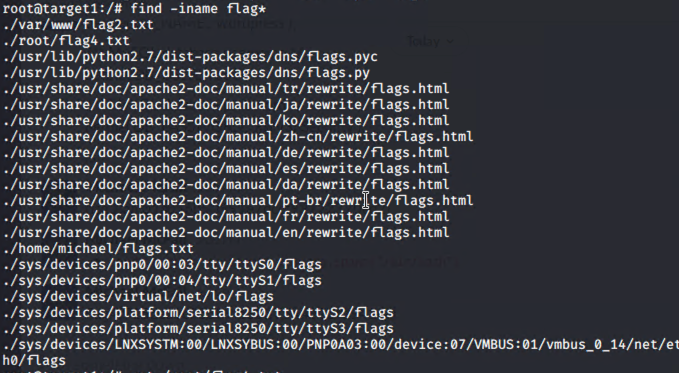 root@target1:/# find -iname flag*
./var/www/flag2.txt
./root/flag4.txt
./usr/lib/python2.7/dist-packages/dns/flags.pyc
./usr/lib/python2.7/dist-packages/dns/flags.py
./usr/share/doc/apache2-doc/manual/tr/rewrite/flags.html
./usr/share/doc/apache2-doc/manual/ja/rewrite/flags.html
./usr/share/doc/apache2-doc/manual/ko/rewrite/flags.html
./usr/share/doc/apache2-doc/manual/zh-cn/rewrite/flags.html
./usr/share/doc/apache2-doc/manual/de/rewrite/flags.html
./usr/share/doc/apache2-doc/manual/es/rewrite/flags.html
./usr/share/doc/apache2-doc/manual/da/rewrite/flags.html
./usr/share/doc/apache2-doc/manual/pt-br/rewrite/flags.html
./usr/share/doc/apache2-doc/manual/fr/rewrite/flags.html
./usr/share/doc/apache2-doc/manual/en/rewrite/flags.html
./home/michael/flags.txt
./sys/devices/pnp0/00:03/tty/ttyS0/flags
./sys/devices/pnp0/00:04/tty/ttyS1/flags
./sys/devices/virtual/net/lo/flags
./sys/devices/platform/serial8250/tty/ttyS2/flags
./sys/devices/platform/serial8250/tty/ttyS3/flags
./sys/devices/LNXSYSTM:00/LNXSYBUS:00/PNP0A03:00/device:07/VMBUS:01/vmbus_0_14/net/et
h0/flags